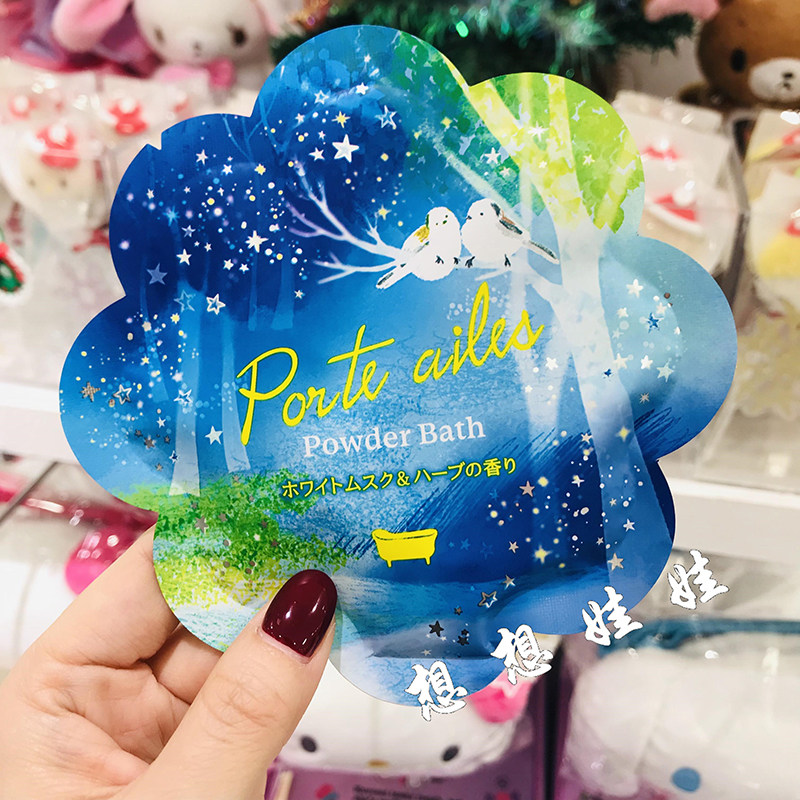 Porte ailes
Powder Bath
ホワイトムスク&ハーブの香り
想想娃娃